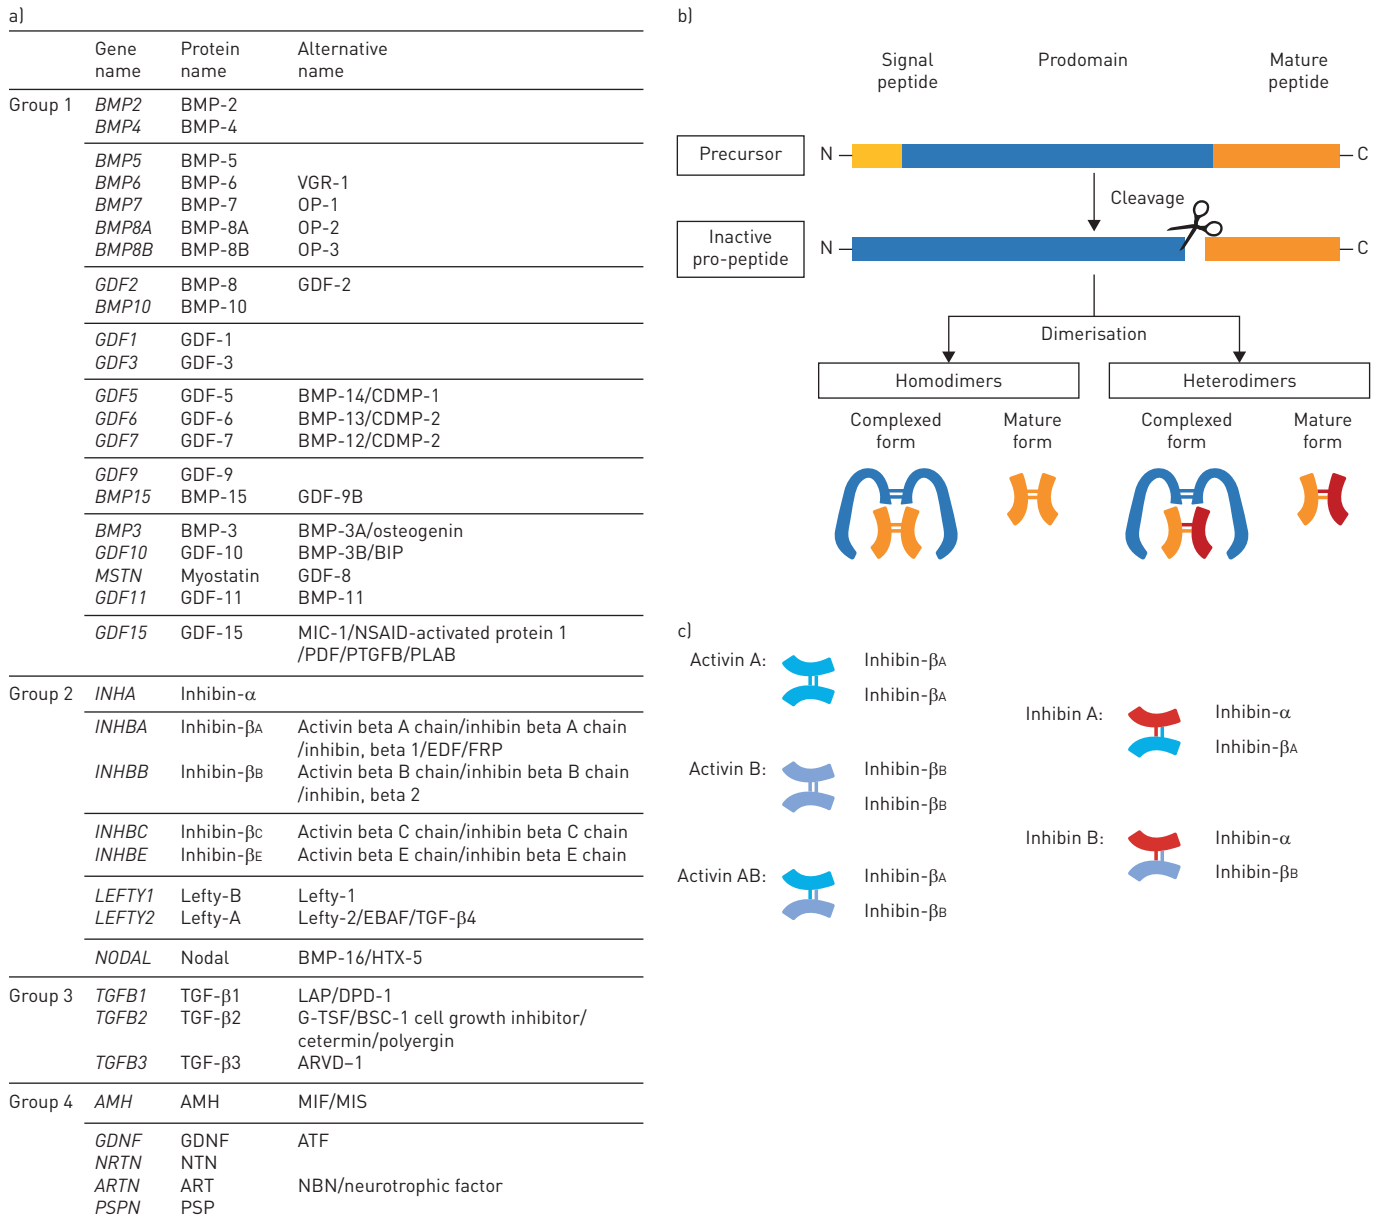 a)
Gene name Protein name Alternative name
Group 1 BMP2 BMP-2
BMP4 BMP-4
BMP5 BMP-5
BMP6 BMP-6 VGR-1
BMP7 BMP-7 OP-1
BMP8A BMP-8A OP-2
BMP8B BMP-8B OP-3
GDF2 BMP-8 GDF-2
BMP10 BMP-10
GDF1 GDF-1
GDF3 GDF-3
GDF5 GDF-5 BMP-14/CDMP-1
GDF6 GDF-6 BMP-13/CDMP-2
GDF7 GDF-7 BMP-12/CDMP-2
GDF9 GDF-9
BMP15 BMP-15 GDF-9B
BMP3 BMP-3 BMP-3A/osteogenin
GDF10 GDF-10 BMP-3B/BIP
MSTN Myostatin GDF-8
GDF11 GDF-11 BMP-11
GDF15 GDF-15 MIC-1/NSAID-activated protein 1
/PDF/PTGFB/PLAB
Group 2 INHA Inhibin-α
INHBA Inhibin-βA Activin beta A chain/inhibin beta A chain
/inhibin, beta 1/EDF/FRP
INHBB Inhibin-βB Activin beta B chain/inhibin beta B chain
/inhibin, beta 2
INHBC Inhibin-βC Activin beta C chain/inhibin beta C chain
INHBE Inhibin-βE Activin beta E chain/inhibin beta E chain
LEFTY1 Lefty-B Lefty-1
LEFTY2 Lefty-A Lefty-2/EBAF/TGF-β4
NODAL Nodal BMP-16/HTX-5
Group 3 TGFB1 TGF-β1 LAP/DPD-1
TGFB2 TGF-β2 G-TSF/BSC-1 cell growth inhibitor/
cetermin/polyergin
TGFB3 TGF-β3 ARVD–1
Group 4 AMH AMH MIF/MIS
GDNF GDNF ATF
NRTN NTN
ARTN ART NBN/neurotrophic factor
PSPN PSP
b)
Signal peptide Prodomain Mature peptide
Precursor N C
Cleavage
Inactive pro-peptide N C
Dimerisation
Homodimers Heterodimers
Complexed form Mature form Complexed form Mature form
c)
Activin A: Inhibin-βA
Inhibin-βA
Activin B: Inhibin-βB
Inhibin-βB
Activin AB: Inhibin-βA
Inhibin-βB
Inhibin A: Inhibin-α
Inhibin-βA
Inhibin B: Inhibin-α
Inhibin-βB